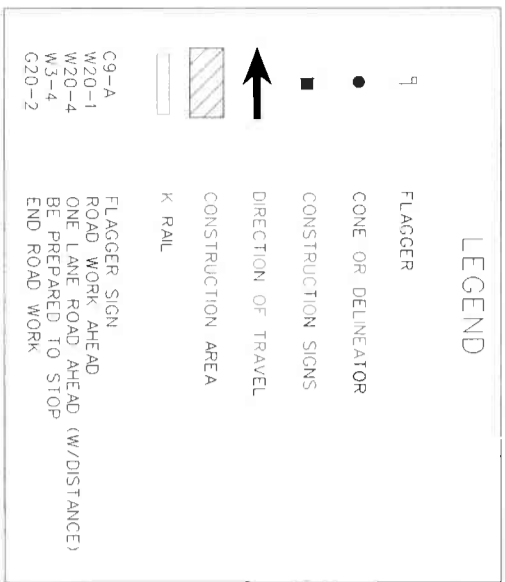 LEGEND
FLAGGER
CONE OR DELINEATOR
CONSTRUCTION SIGNS
DIRECTION OF TRAVEL
CONSTRUCTION AREA
K RAIL
C9-A FLAGGER SIGN
W20-1 ROAD WORK AHEAD
W20-4 ONE LANE ROAD AHEAD (W/DISTANCE)
W3-4 BE PREPARED TO STOP
G20-2 END ROAD WORK